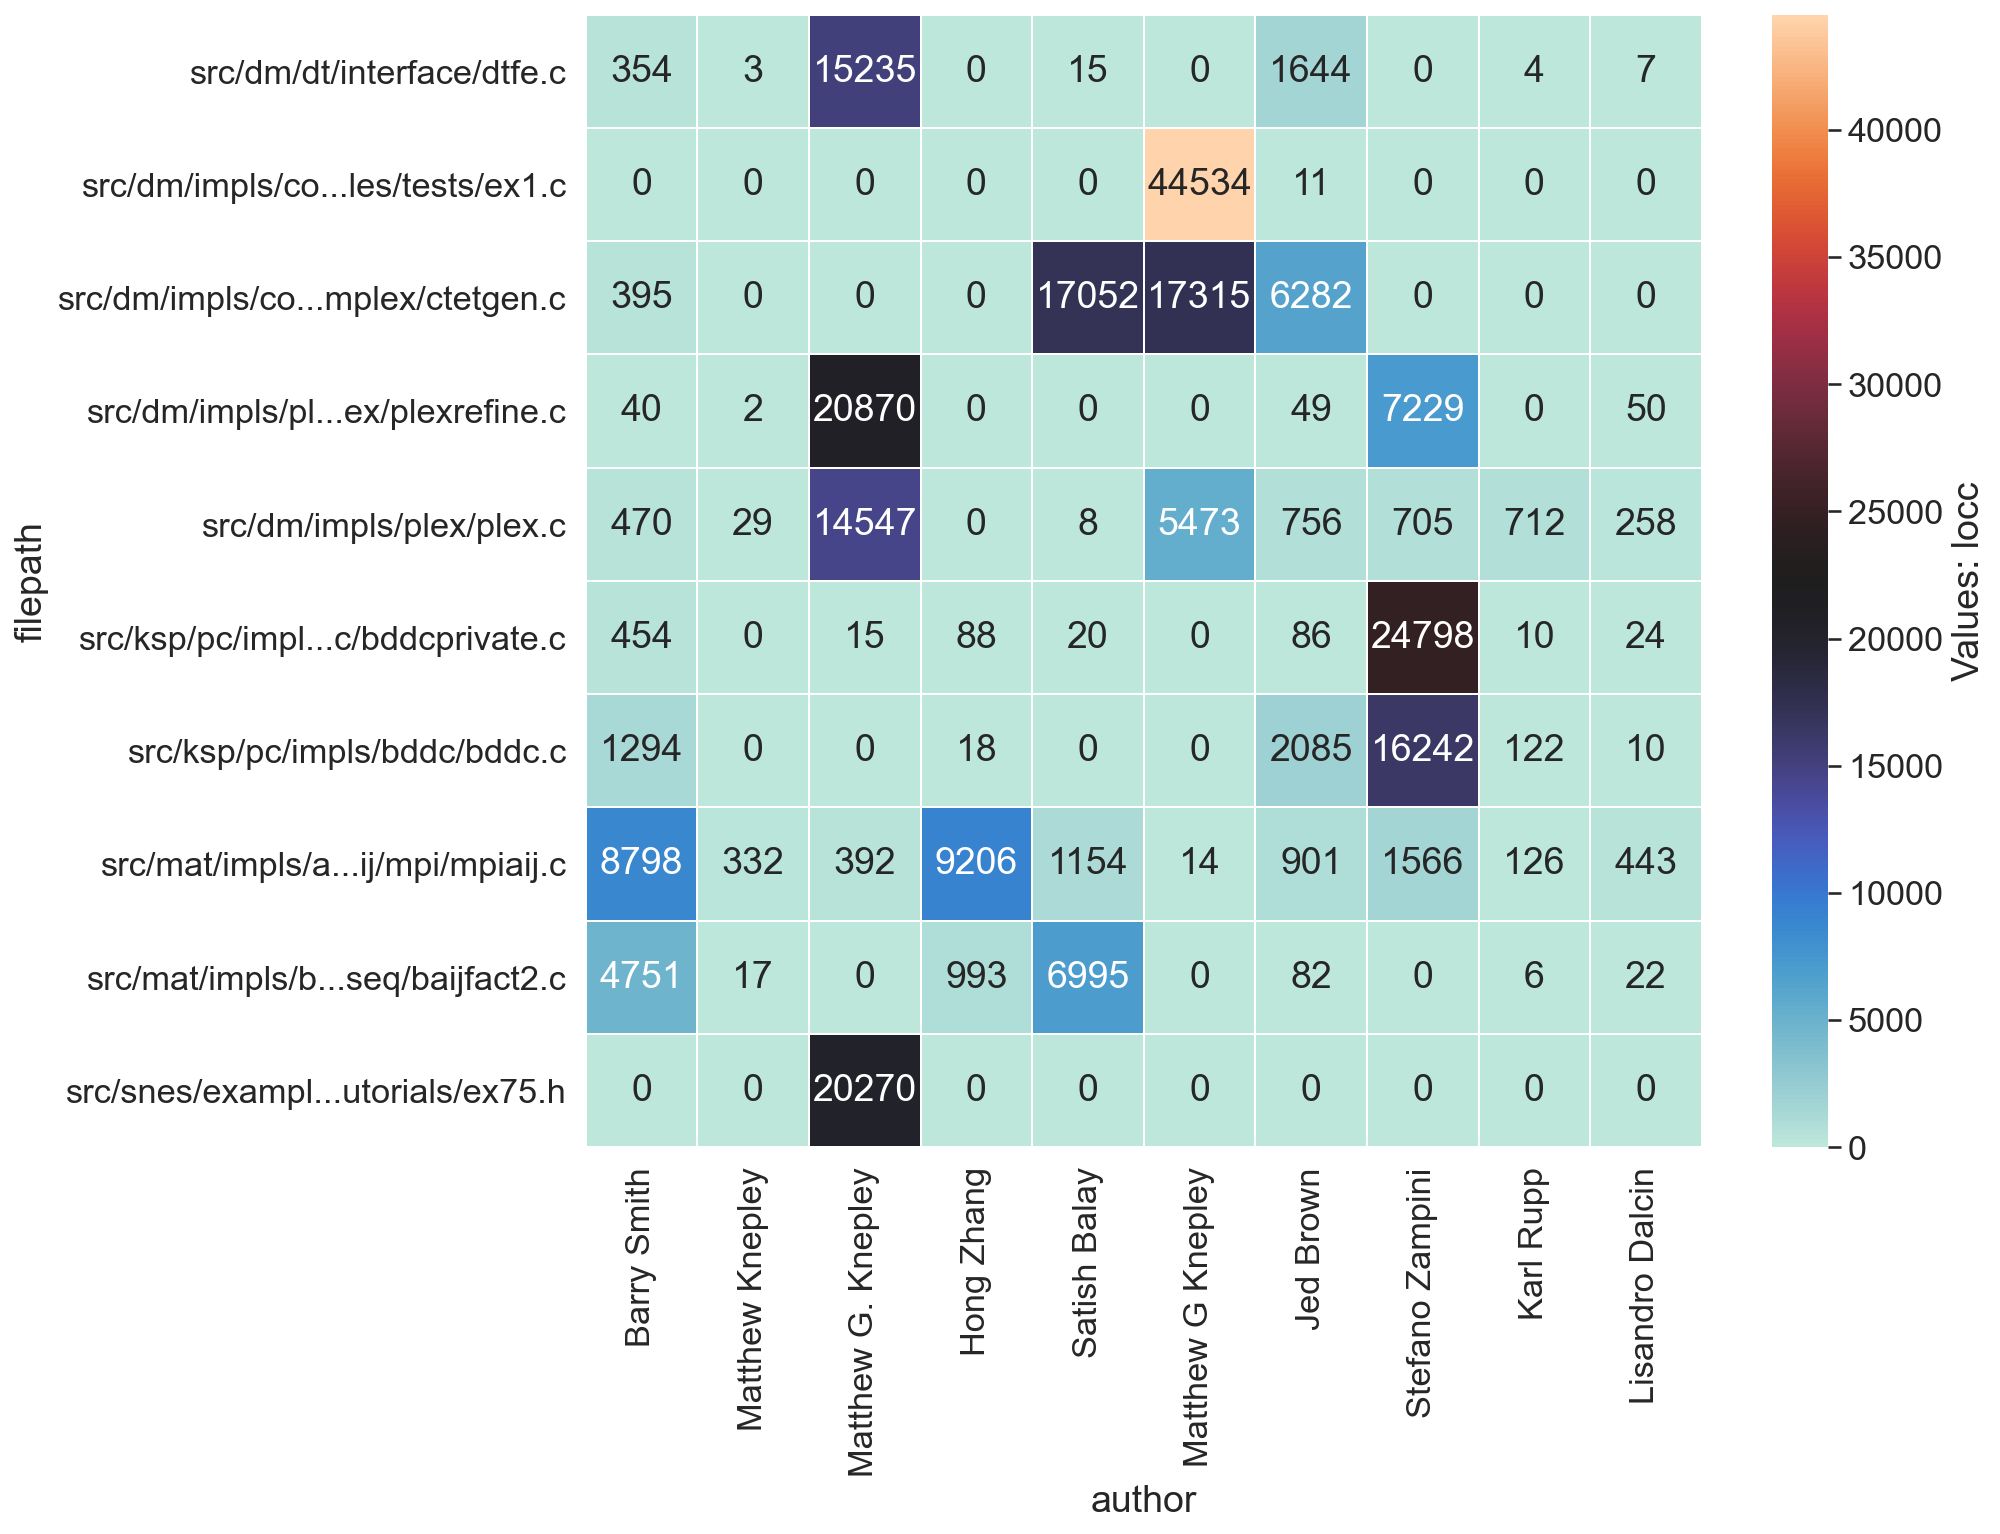 src/dm/dt/interface/dtfe.c 354 3 15235 0 15 0 1644 0 4 7
src/dm/impls/co...les/tests/ex1.c 0 0 0 0 0 44534 11 0 0 0
src/dm/impls/co...mplex/ctetgen.c 395 0 0 0 17052 17315 6282 0 0 0
src/dm/impls/pl...ex/plexrefine.c 40 2 20870 0 0 0 49 7229 0 50
src/dm/impls/plex/plex.c 470 29 14547 0 8 5473 756 705 712 258
src/ksp/pc/impl...c/bddcprivate.c 454 0 15 88 20 0 86 24798 10 24
src/ksp/pc/impls/bddc/bddc.c 1294 0 0 18 0 0 2085 16242 122 10
src/mat/impls/a...ij/mpi/mpiaij.c 8798 332 392 9206 1154 14 901 1566 126 443
src/mat/impls/b...seq/baijfact2.c 4751 17 0 993 6995 0 82 0 6 22
src/snes/exampl...utorials/ex75.h 0 0 20270 0 0 0 0 0 0 0
filepath
Barry Smith
Matthew Knepley
Matthew G. Knepley
Hong Zhang
Satish Balay
Matthew G Knepley
Jed Brown
Stefano Zampini
Karl Rupp
Lisandro Dalcin
author
40000
35000
30000
25000
20000
15000
10000
5000
0
Values: locc